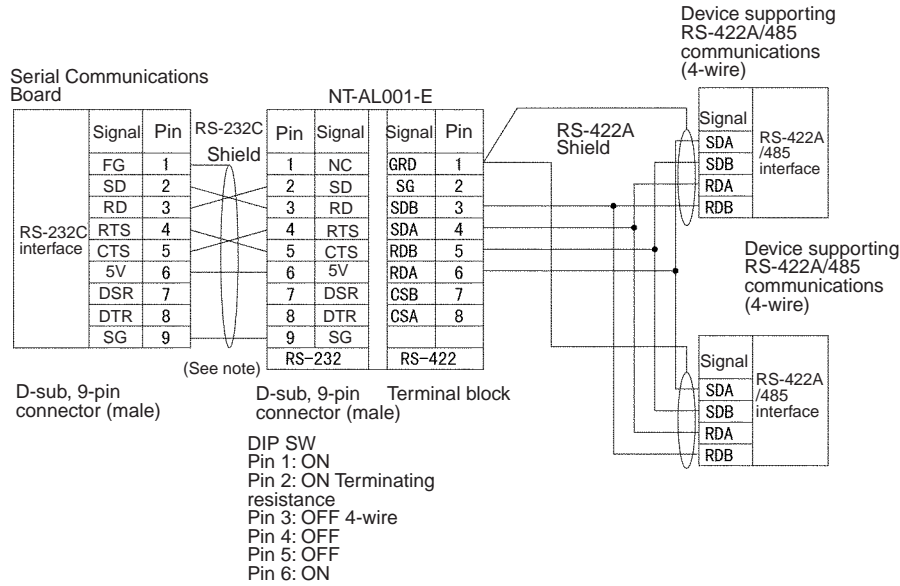 Device supporting
RS-422A/485
communications
(4-wire)
Serial Communications
Board
NT-AL001-E
Signal Pin RS-232C Pin Signal Signal Pin RS-422A Signal
Shield Shield
FG 1 1 NC GRD 1 SDA RS-422A
SD 2 2 SD SG 2 SDB /485
RD 3 3 RD SDB 3 RDA interface
RS-232C RTS 4 4 RTS SDA 4 RDB
interface CTS 5 5 CTS RDB 5
5V 6 6 5V RDA 6
DSR 7 7 DSR CSB 7
DTR 8 8 DTR CSA 8
SG 9 9 SG
(See note) RS-232 RS-422
Device supporting
RS-422A/485
communications
(4-wire)
Signal
SDA RS-422A
SDB /485
RDA interface
RDB
D-sub, 9-pin
connector (male)
D-sub, 9-pin
connector (male)
Terminal block
DIP SW
Pin 1: ON
Pin 2: ON Terminating
resistance
Pin 3: OFF 4-wire
Pin 4: OFF
Pin 5: OFF
Pin 6: ON